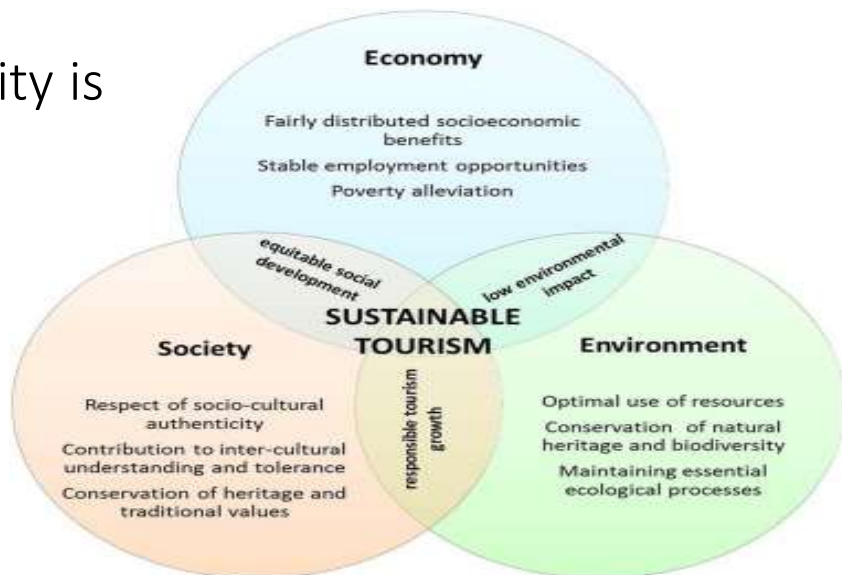 ity is
Economy
Fairly distributed socioeconomic
benefits
Stable employment opportunities
Poverty alleviation
equitable social
development
low environmental
impact
SUSTAINABLE
TOURISM
Society
Respect of socio-cultural
authenticity
Contribution to inter-cultural
understanding and tolerance
Conservation of heritage and
traditional values
responsible tourism
growth
Environment
Optimal use of resources
Conservation of natural
heritage and biodiversity
Maintaining essential
ecological processes